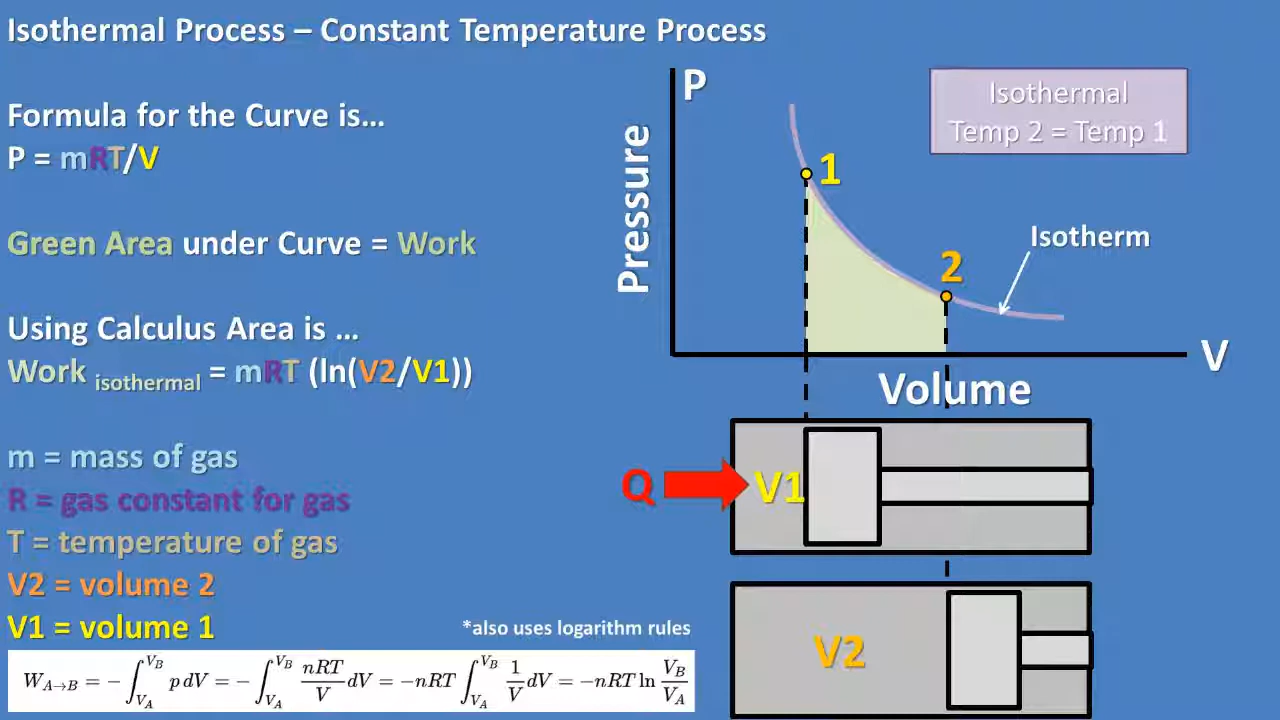 Isothermal Process – Constant Temperature Process
Formula for the Curve is...
P = mRT/V
Green Area under Curve = Work
Using Calculus Area is ...
Work isothermal = mRT (ln(V2/V1))
m = mass of gas
R = gas constant for gas
T = temperature of gas
V2 = volume 2
V1 = volume 1
*also uses logarithm rules
W_{A→B} = −∫_{V_A}^{V_B} p dV = −∫_{V_A}^{V_B} nRT/V dV = −nRT ∫_{V_A}^{V_B} 1/V dV = −nRT ln V_B/V_A
P
Pressure
Isothermal
Temp 2 = Temp 1
1
2
Isotherm
V
Volume
Q
V1
V2